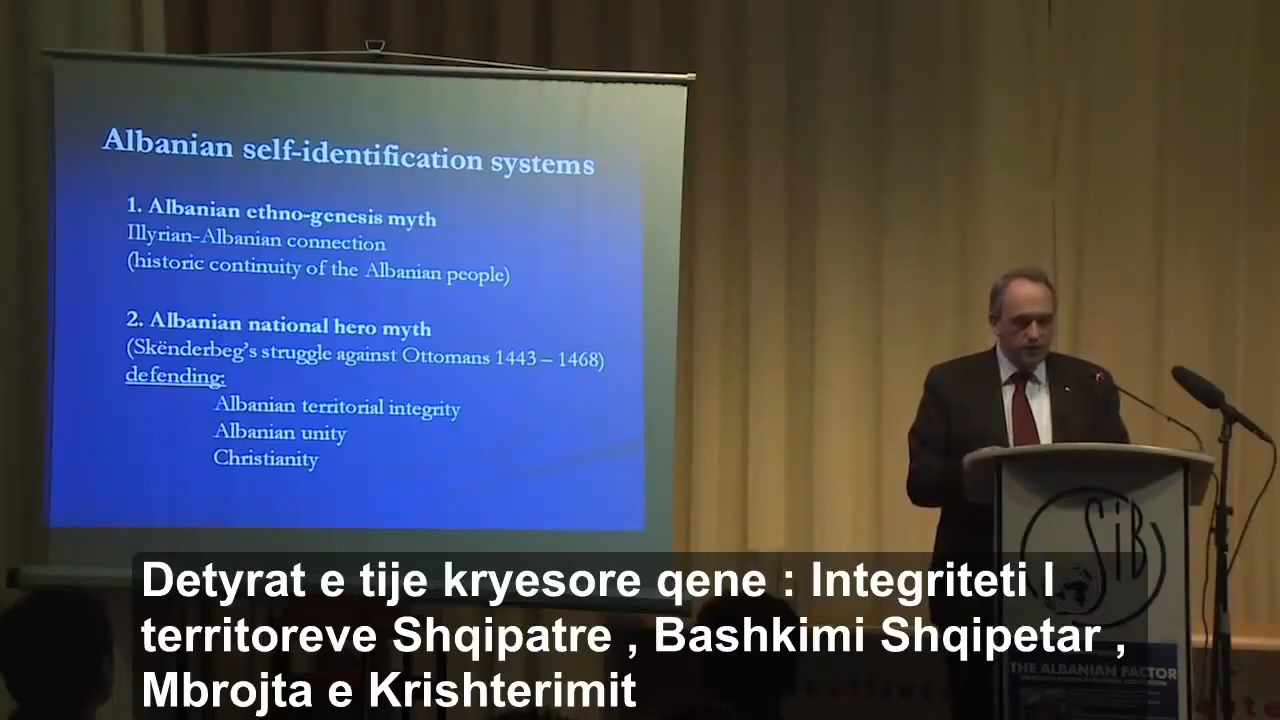 Albanian self-identification systems
1. Albanian ethno-genesis myth
Illyrian-Albanian connection
(historic continuity of the Albanian people)
2. Albanian national hero myth
(Skënderbeg's struggle against Ottomans 1443 – 1468)
defending:
Albanian territorial integrity
Albanian unity
Christianity
SiB
THE ALBANIAN FACTOR
Detyrat e tije kryesore qene : Integriteti I
territoreve Shqipatre , Bashkimi Shqipetar ,
Mbrojta e Krishterimit